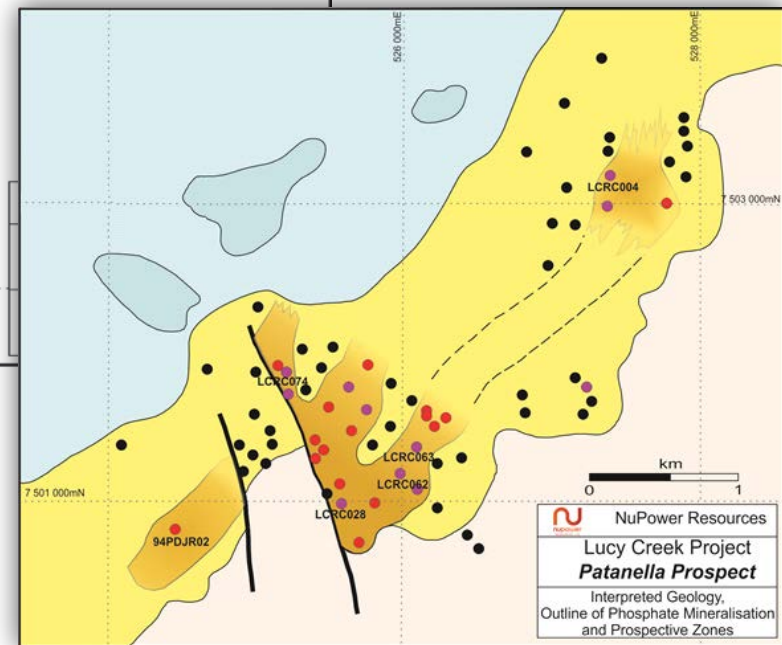 526 000mE
528 000mE
LCRC004
7 503 000mN
LCRC074
LCRC063
LCRC062
7 501 000mN
LCRC028
94PDJR02
km
0 1
nupower
NuPower Resources
Lucy Creek Project
Patanella Prospect
Interpreted Geology,
Outline of Phosphate Mineralisation
and Prospective Zones